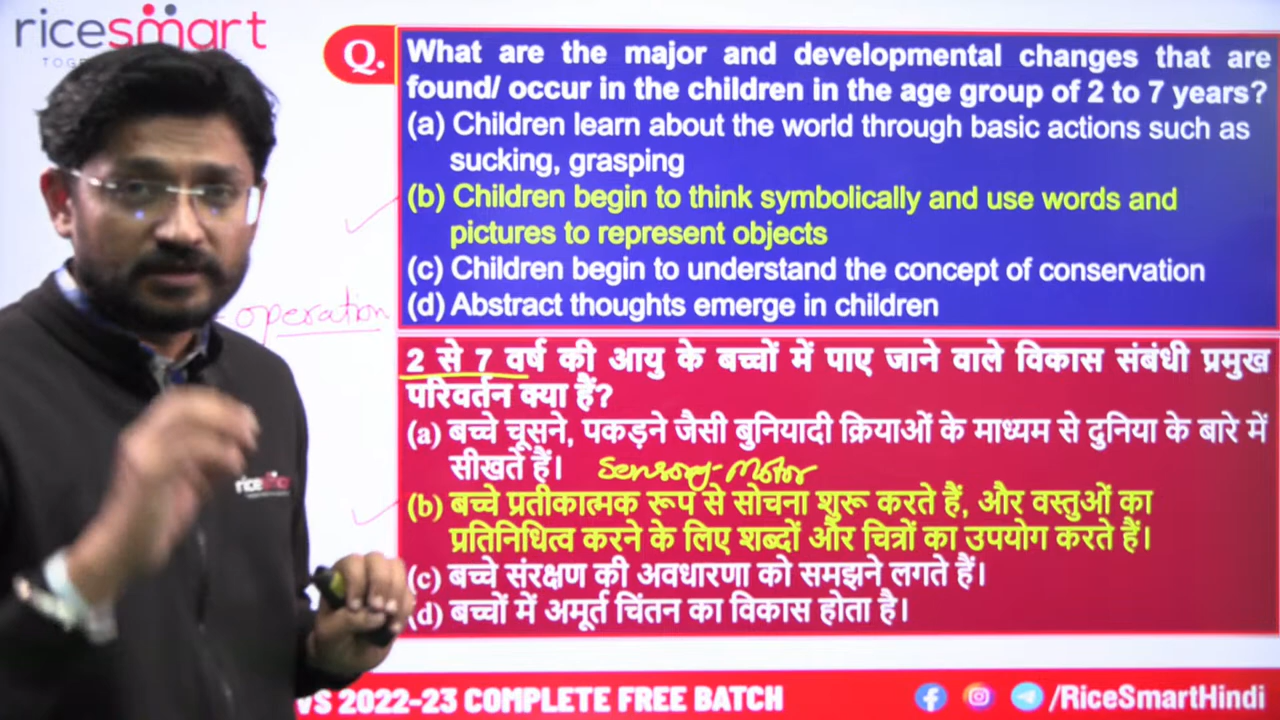 ricesmart
Q.
What are the major and developmental changes that are
found/ occur in the children in the age group of 2 to 7 years?
(a) Children learn about the world through basic actions such as
sucking, grasping
(b) Children begin to think symbolically and use words and
pictures to represent objects
(c) Children begin to understand the concept of conservation
(d) Abstract thoughts emerge in children
operation
2 से 7 वर्ष की आयु के बच्चों में पाए जाने वाले विकास संबंधी प्रमुख
परिवर्तन क्या हैं?
(a) बच्चे चूसने, पकड़ने जैसी बुनियादी क्रियाओं के माध्यम से दुनिया के बारे में
सीखते हैं। Sensory-Motor
(b) बच्चे प्रतीकात्मक रूप से सोचना शुरू करते हैं, और वस्तुओं का
प्रतिनिधित्व करने के लिए शब्दों और चित्रों का उपयोग करते हैं।
(c) बच्चे संरक्षण की अवधारणा को समझने लगते हैं।
(d) बच्चों में अमूर्त चिंतन का विकास होता है।
VS 2022-23 COMPLETE FREE BATCH
/RiceSmartHindi